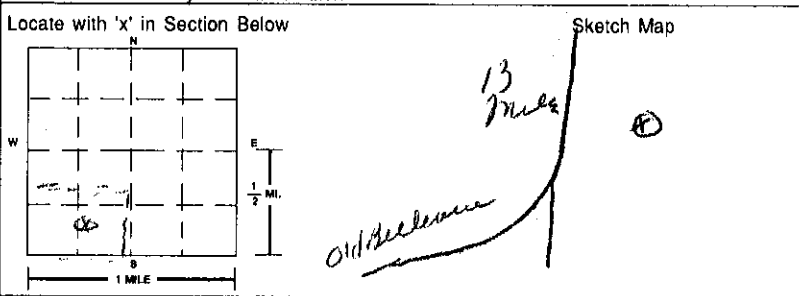 Locate with 'x' in Section Below
Sketch Map
N
13
Mile
W
E
1/2 MI.
Old Bellevue
S
1 MILE